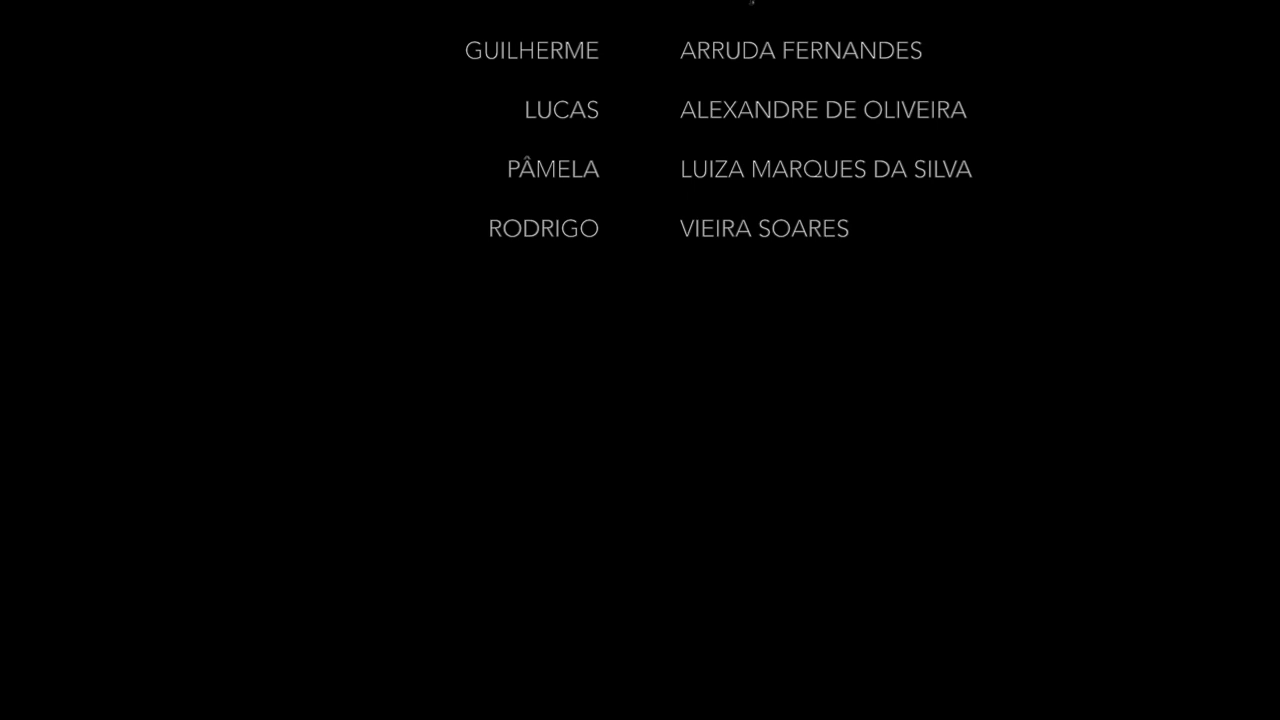 GUILHERME ARRUDA FERNANDES
LUCAS ALEXANDRE DE OLIVEIRA
PÂMELA LUIZA MARQUES DA SILVA
RODRIGO VIEIRA SOARES